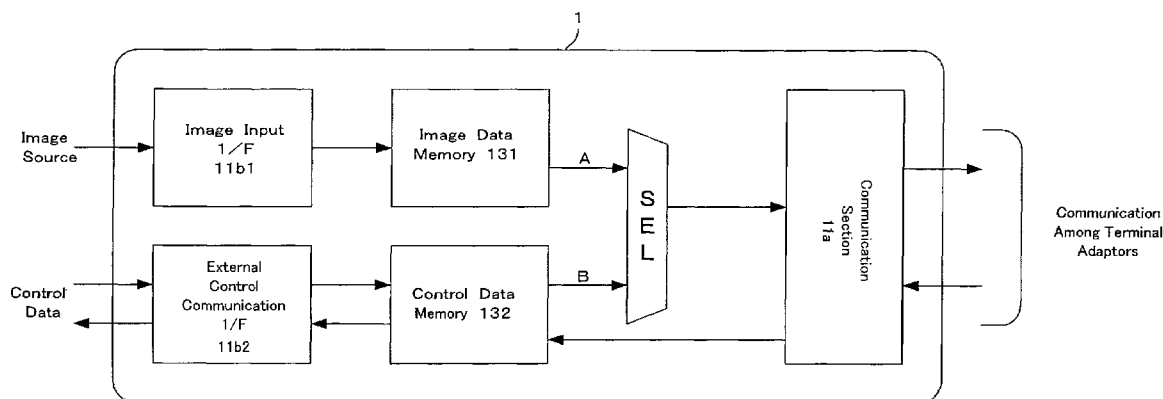 1
Image
Source
Image Input
1/F
11b1
Image Data
Memory 131
A
SEL
Communication
Section
11a
Communication
Among Terminal
Adaptors
Control
Data
External
Control
Communication
1/F
11b2
Control Data
Memory 132
B